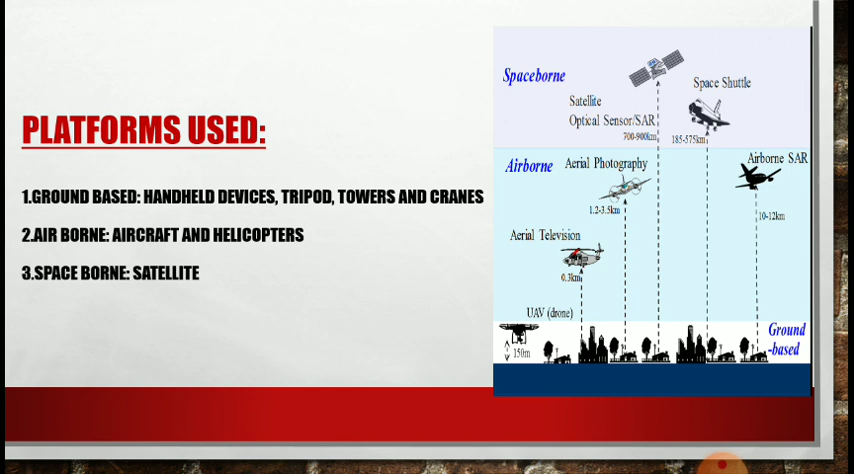 PLATFORMS USED:
1.GROUND BASED: HANDHELD DEVICES, TRIPOD, TOWERS AND CRANES
2.AIR BORNE: AIRCRAFT AND HELICOPTERS
3.SPACE BORNE: SATELLITE
Spaceborne
Space Shuttle
Satellite
Optical Sensor/SAR
700-900km
185-575km
Airborne
Aerial Photography
Airborne SAR
1.2-3.5km
10-12km
Aerial Television
0.3km
UAV (drone)
150m
Ground
-based